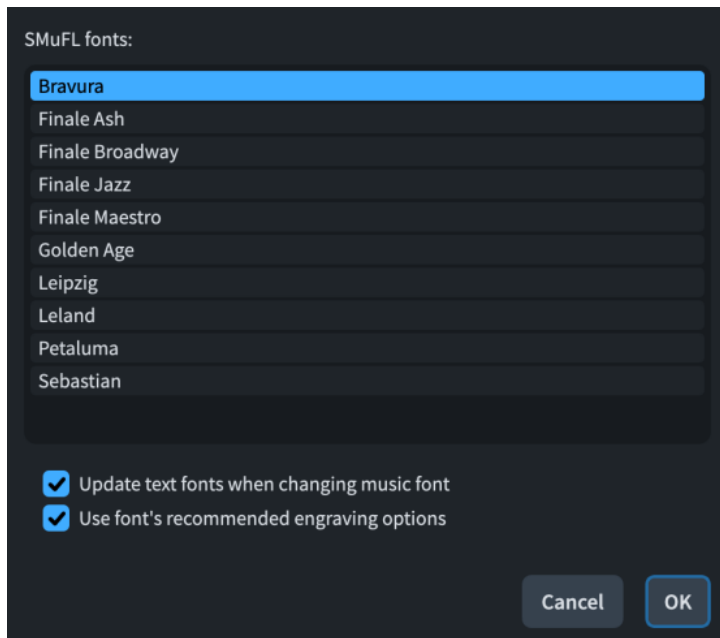 SMuFL fonts:
Bravura
Finale Ash
Finale Broadway
Finale Jazz
Finale Maestro
Golden Age
Leipzig
Leland
Petaluma
Sebastian
Update text fonts when changing music font
Use font's recommended engraving options
Cancel OK